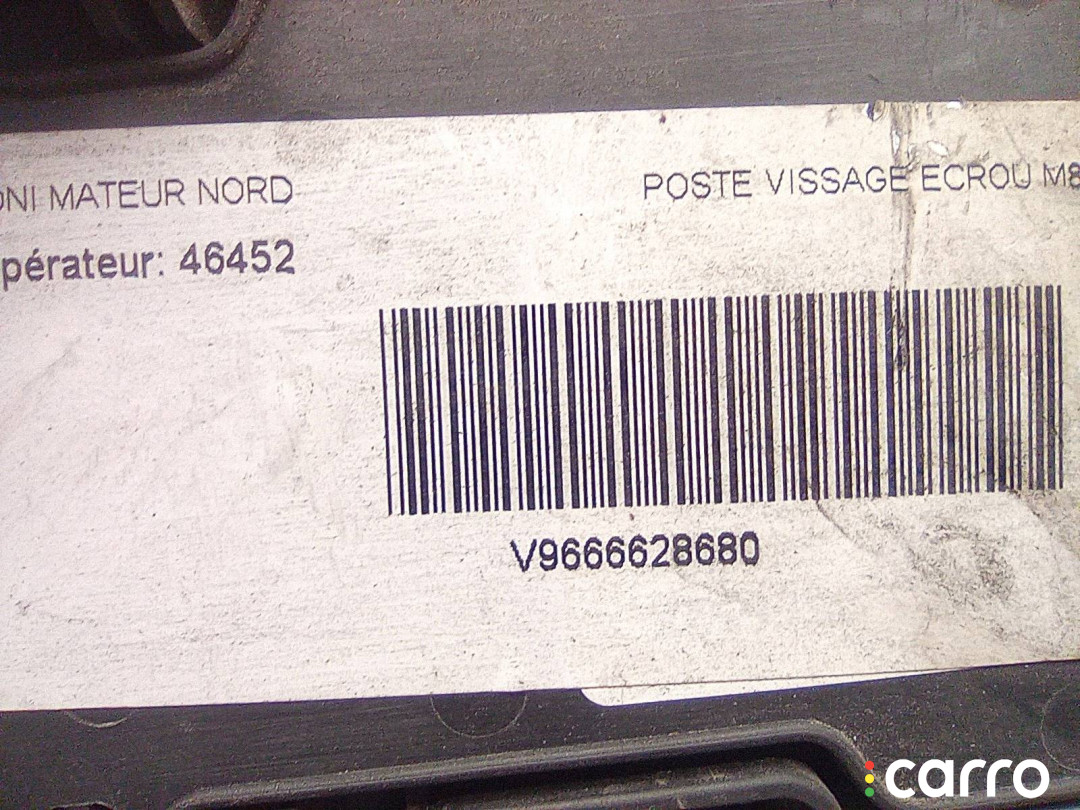 ONI MATEUR NORD
POSTE VISSAGE ECROU M8
pérateur: 46452
V9666628680
carro